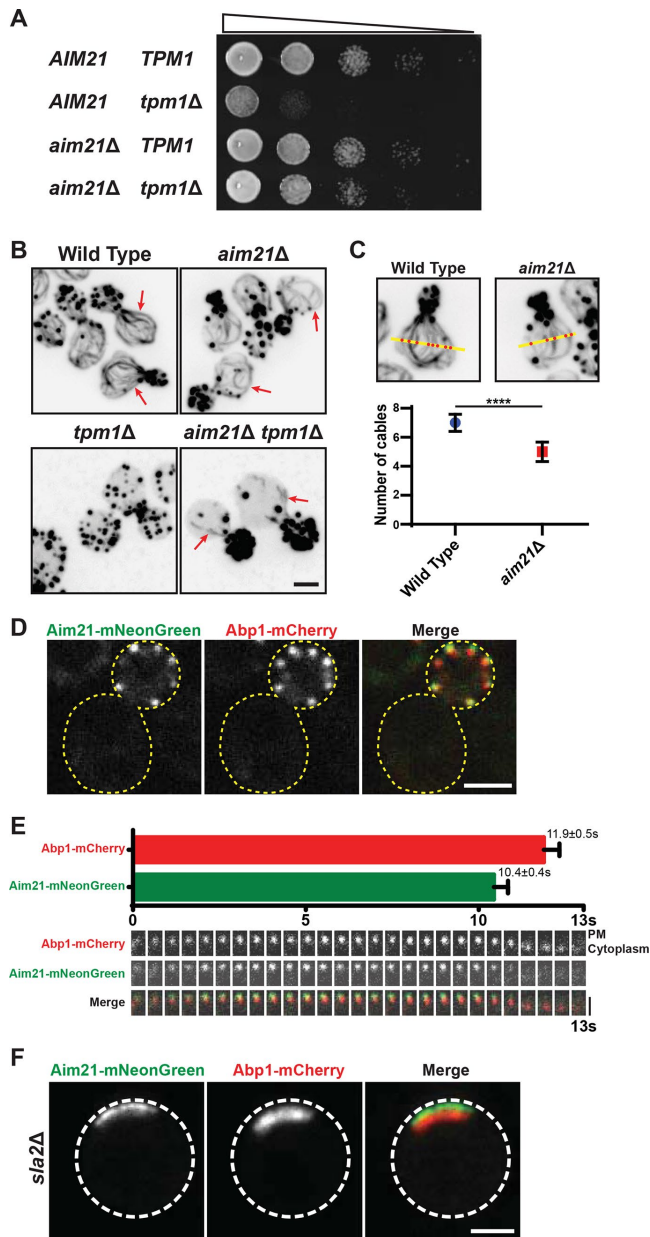 A
AIM21 TPM1
AIM21 tpm1Δ
aim21Δ TPM1
aim21Δ tpm1Δ
B
Wild Type aim21Δ
tpm1Δ aim21Δ tpm1Δ
C
Wild Type aim21Δ
****
Number of cables
8
6
4
2
0
Wild Type
aim21Δ
D
Aim21-mNeonGreen Abp1-mCherry Merge
E
11.9±0.5s
Abp1-mCherry
10.4±0.4s
Aim21-mNeonGreen
0 5 10 13s
Abp1-mCherry
PM
Cytoplasm
Aim21-mNeonGreen
Merge
13s
F
Aim21-mNeonGreen Abp1-mCherry Merge
sla2Δ